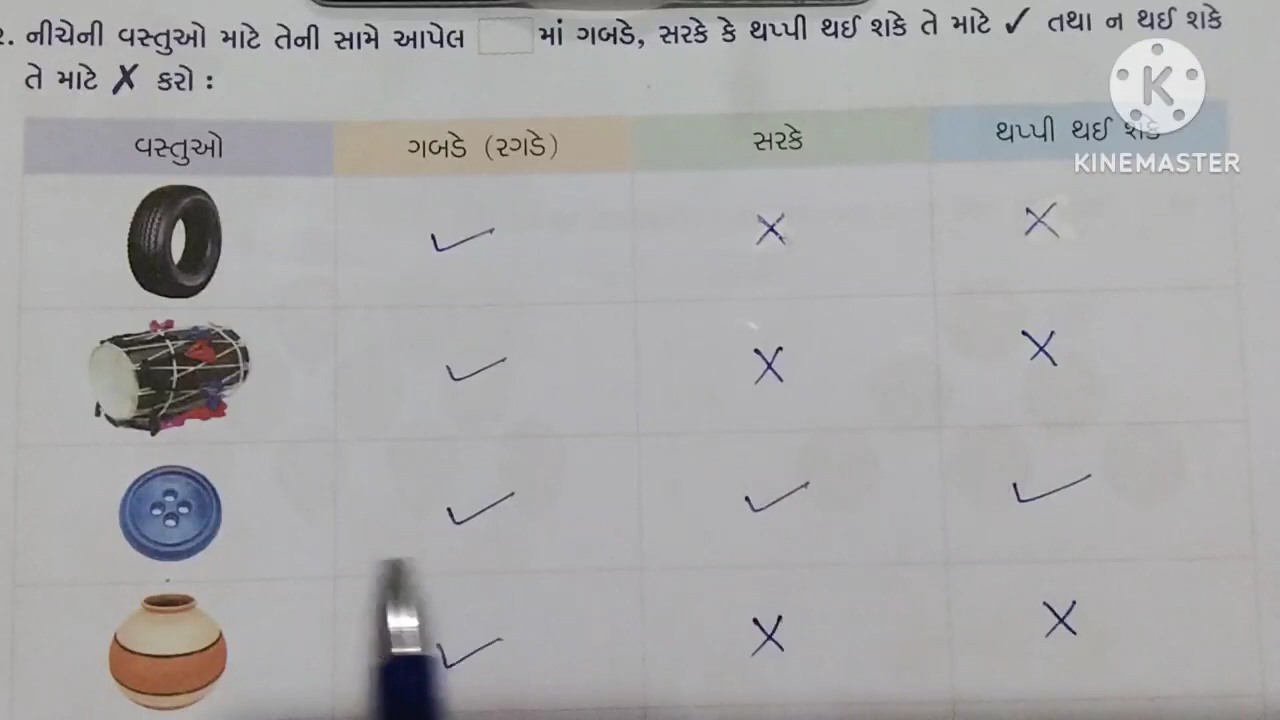 ૨. નીચેની વસ્તુઓ માટે તેની સામે આપેલ માં ગબડે, સરકે કે થપ્પી થઈ શકે તે માટે ✓ તથા ન થઈ શકે
તે માટે ✗ કરો :
K
KINEMASTER
વસ્તુઓ ગબડે (રગડે) સરકે થપ્પી થઈ શકે
✓ ✗ ✗
✓ ✗ ✗
✓ ✓ ✓
✓ ✗ ✗